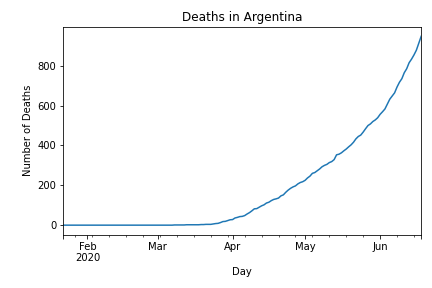 Deaths in Argentina
Number of Deaths
800
600
400
200
0
Feb
2020
Mar
Apr
May
Jun
Day